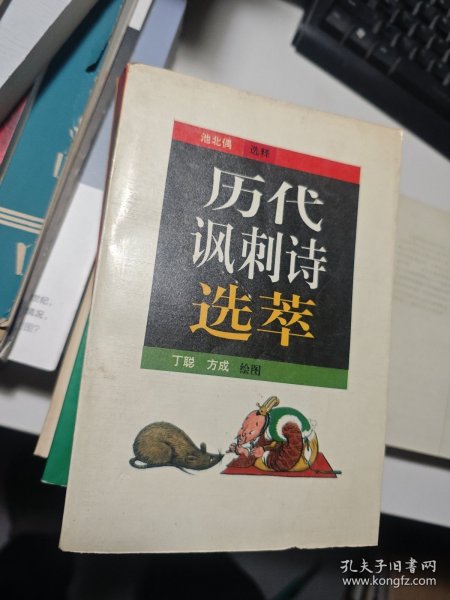 池北偶 选释
历代
讽刺诗
选萃
丁聪 方成 绘图
孔夫子旧书网
www.kongfz.com